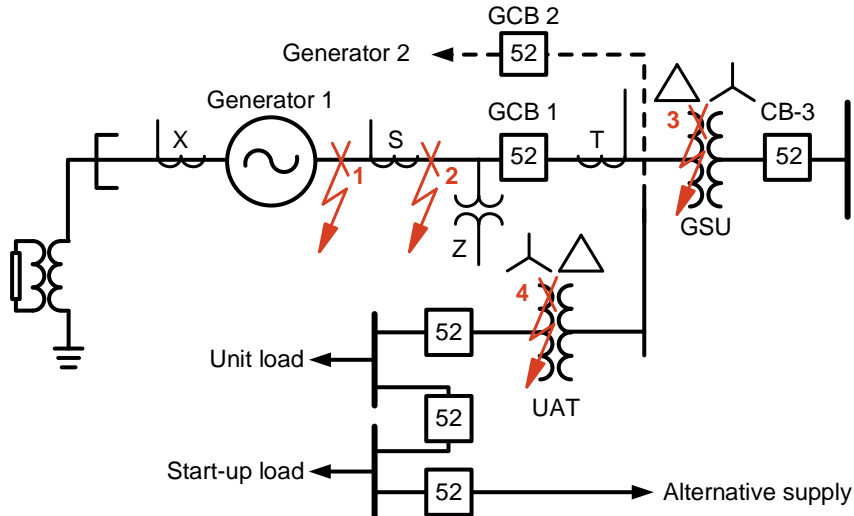 GCB 2
Generator 2
52
Generator 1
GCB 1
CB-3
X
S
52
T
3
52
1
2
GSU
Z
4
52
Unit load
UAT
52
Start-up load
52
Alternative supply